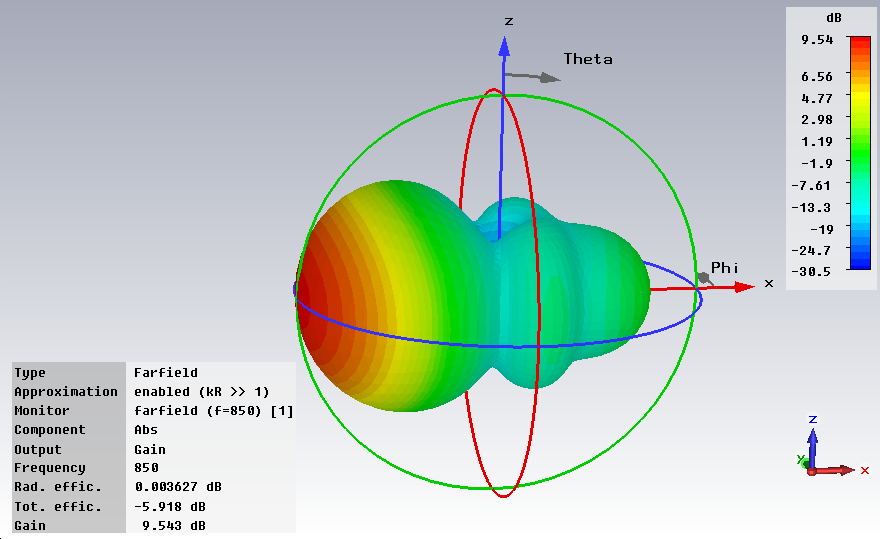 z
Theta
Phi
x
dB
9.54
6.56
4.77
2.98
1.19
-1.9
-7.61
-13.3
-19
-24.7
-30.5
Type Farfield
Approximation enabled (kR >> 1)
Monitor farfield (f=850) [1]
Component Abs
Output Gain
Frequency 850
Rad. effic. 0.003627 dB
Tot. effic. -5.918 dB
Gain 9.543 dB
z
y
x